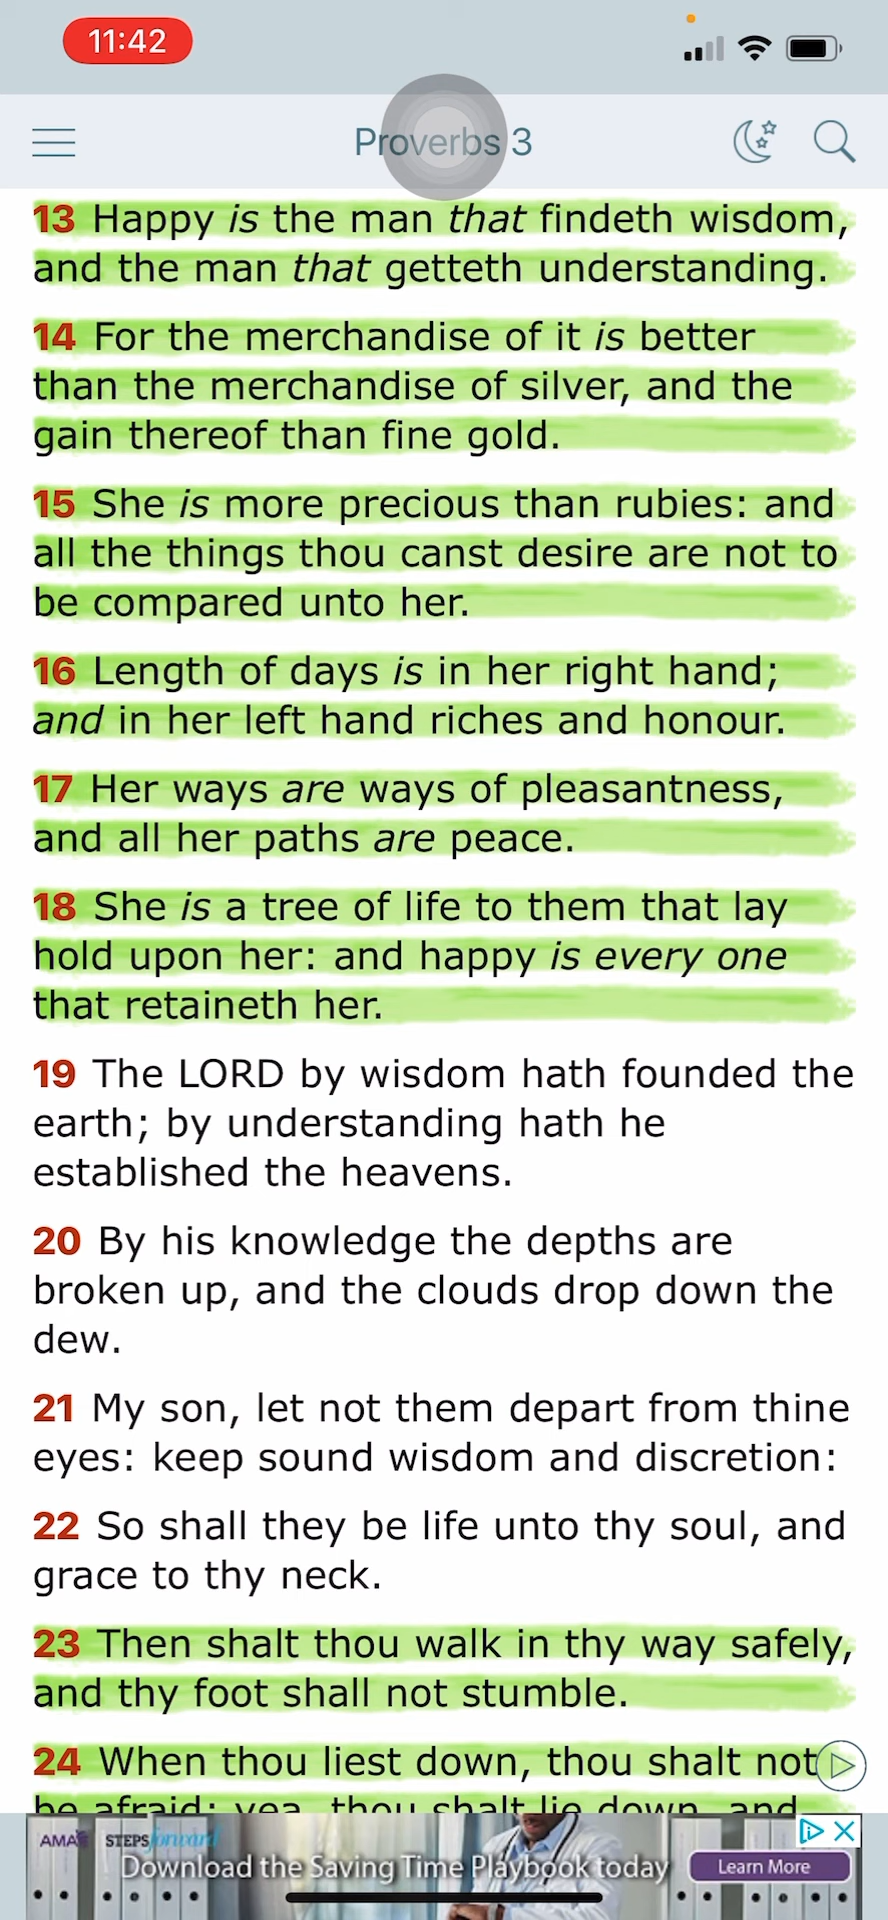 11:42
Proverbs 3
13 Happy is the man that findeth wisdom,
and the man that getteth understanding.
14 For the merchandise of it is better
than the merchandise of silver, and the
gain thereof than fine gold.
15 She is more precious than rubies: and
all the things thou canst desire are not to
be compared unto her.
16 Length of days is in her right hand;
and in her left hand riches and honour.
17 Her ways are ways of pleasantness,
and all her paths are peace.
18 She is a tree of life to them that lay
hold upon her: and happy is every one
that retaineth her.
19 The LORD by wisdom hath founded the
earth; by understanding hath he
established the heavens.
20 By his knowledge the depths are
broken up, and the clouds drop down the
dew.
21 My son, let not them depart from thine
eyes: keep sound wisdom and discretion:
22 So shall they be life unto thy soul, and
grace to thy neck.
23 Then shalt thou walk in thy way safely,
and thy foot shall not stumble.
24 When thou liest down, thou shalt not
be afraid: yea, thou shalt lie down, and
AMA STEPSforward
Download the Saving Time Playbook today
Learn More